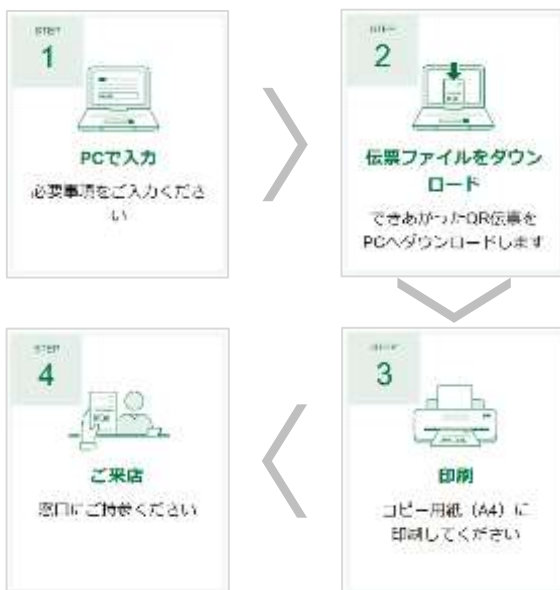 STEP
1
PCで入力
必要事項をご入力くださ
い
STEP
2
伝票ファイルをダウン
ロード
できあがったQR伝票を
PCへダウンロードします
STEP
3
印刷
コピー用紙（A4）に
印刷してください
STEP
4
ご来店
窓口にご持参ください